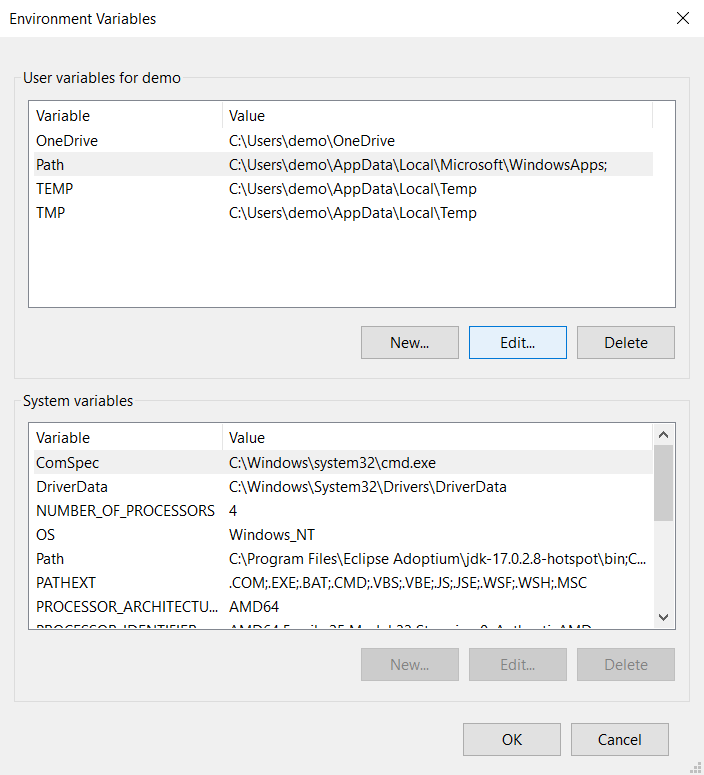 Environment Variables
User variables for demo
Variable Value
OneDrive C:\Users\demo\OneDrive
Path C:\Users\demo\AppData\Local\Microsoft\WindowsApps;
TEMP C:\Users\demo\AppData\Local\Temp
TMP C:\Users\demo\AppData\Local\Temp
New... Edit... Delete
System variables
Variable Value
ComSpec C:\Windows\system32\cmd.exe
DriverData C:\Windows\System32\Drivers\DriverData
NUMBER_OF_PROCESSORS 4
OS Windows_NT
Path C:\Program Files\Eclipse Adoptium\jdk-17.0.2.8-hotspot\bin;C...
PATHEXT .COM;.EXE;.BAT;.CMD;.VBS;.VBE;.JS;.JSE;.WSF;.WSH;.MSC
PROCESSOR_ARCHITECTU... AMD64
PROCESSOR_IDENTIFIER
New... Edit... Delete
OK Cancel